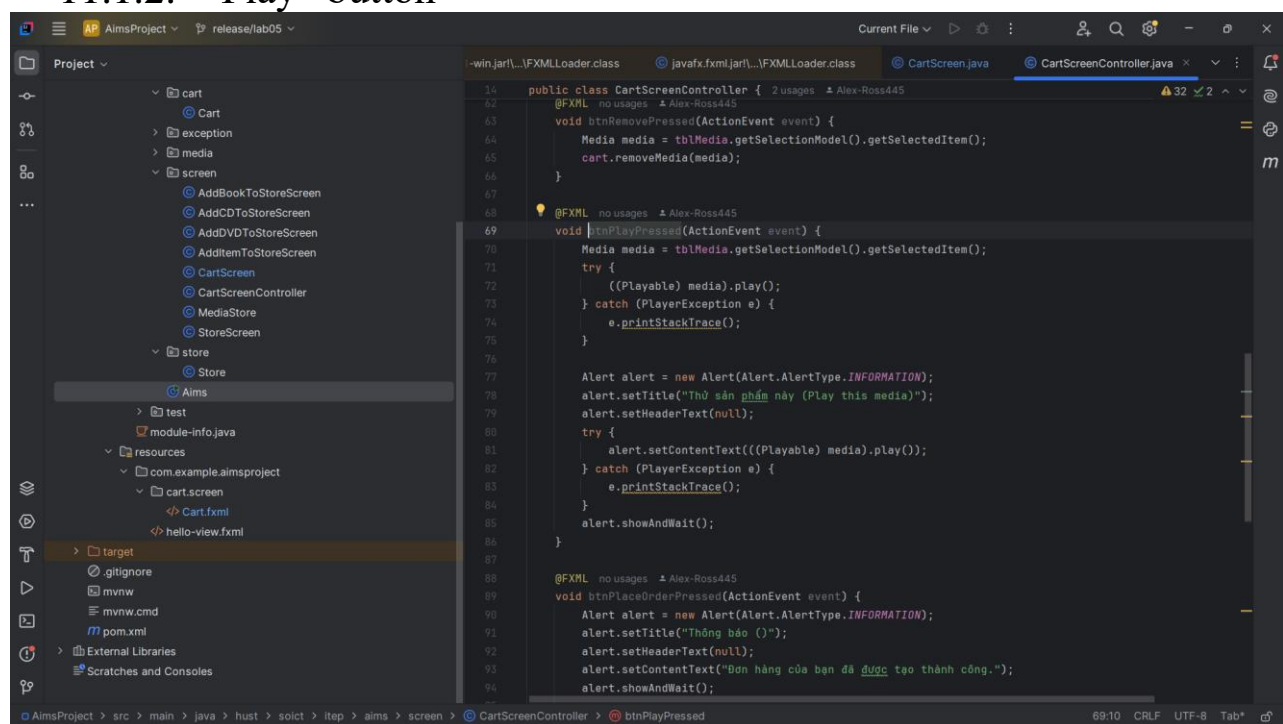 11.1.2. "Play" button
AP AimsProject release/lab05 Current File
Project
-win.jar!\...\FXMLLoader.class javafx.fxml.jar!\...\FXMLLoader.class CartScreen.java CartScreenController.java
cart
Cart
exception
media
screen
AddBookToStoreScreen
AddCDToStoreScreen
AddDVDToStoreScreen
AddItemToStoreScreen
CartScreen
CartScreenController
MediaStore
StoreScreen
store
Store
Aims
test
module-info.java
resources
com.example.aimsproject
cart.screen
Cart.fxml
hello-view.fxml
target
.gitignore
mvnw
mvnw.cmd
pom.xml
External Libraries
Scratches and Consoles
14 public class CartScreenController { 2 usages Alex-Ross445 32 2
62 @FXML no usages Alex-Ross445
63 void btnRemovePressed(ActionEvent event) {
64 Media media = tblMedia.getSelectionModel().getSelectedItem();
65 cart.removeMedia(media);
66 }
67
68 @FXML no usages Alex-Ross445
69 void btnPlayPressed(ActionEvent event) {
70 Media media = tblMedia.getSelectionModel().getSelectedItem();
71 try {
72 ((Playable) media).play();
73 } catch (PlayerException e) {
74 e.printStackTrace();
75 }
76
77 Alert alert = new Alert(Alert.AlertType.INFORMATION);
78 alert.setTitle("Thử sản phẩm này (Play this media)");
79 alert.setHeaderText(null);
80 try {
81 alert.setContentText(((Playable) media).play());
82 } catch (PlayerException e) {
83 e.printStackTrace();
84 }
85 alert.showAndWait();
86 }
87
88 @FXML no usages Alex-Ross445
89 void btnPlaceOrderPressed(ActionEvent event) {
90 Alert alert = new Alert(Alert.AlertType.INFORMATION);
91 alert.setTitle("Thông báo ()");
92 alert.setHeaderText(null);
93 alert.setContentText("Đơn hàng của bạn đã được tạo thành công.");
94 alert.showAndWait();
AimsProject > src > main > java > hust > soict > itep > aims > screen > CartScreenController > btnPlayPressed 69:10 CRLF UTF-8 Tab*